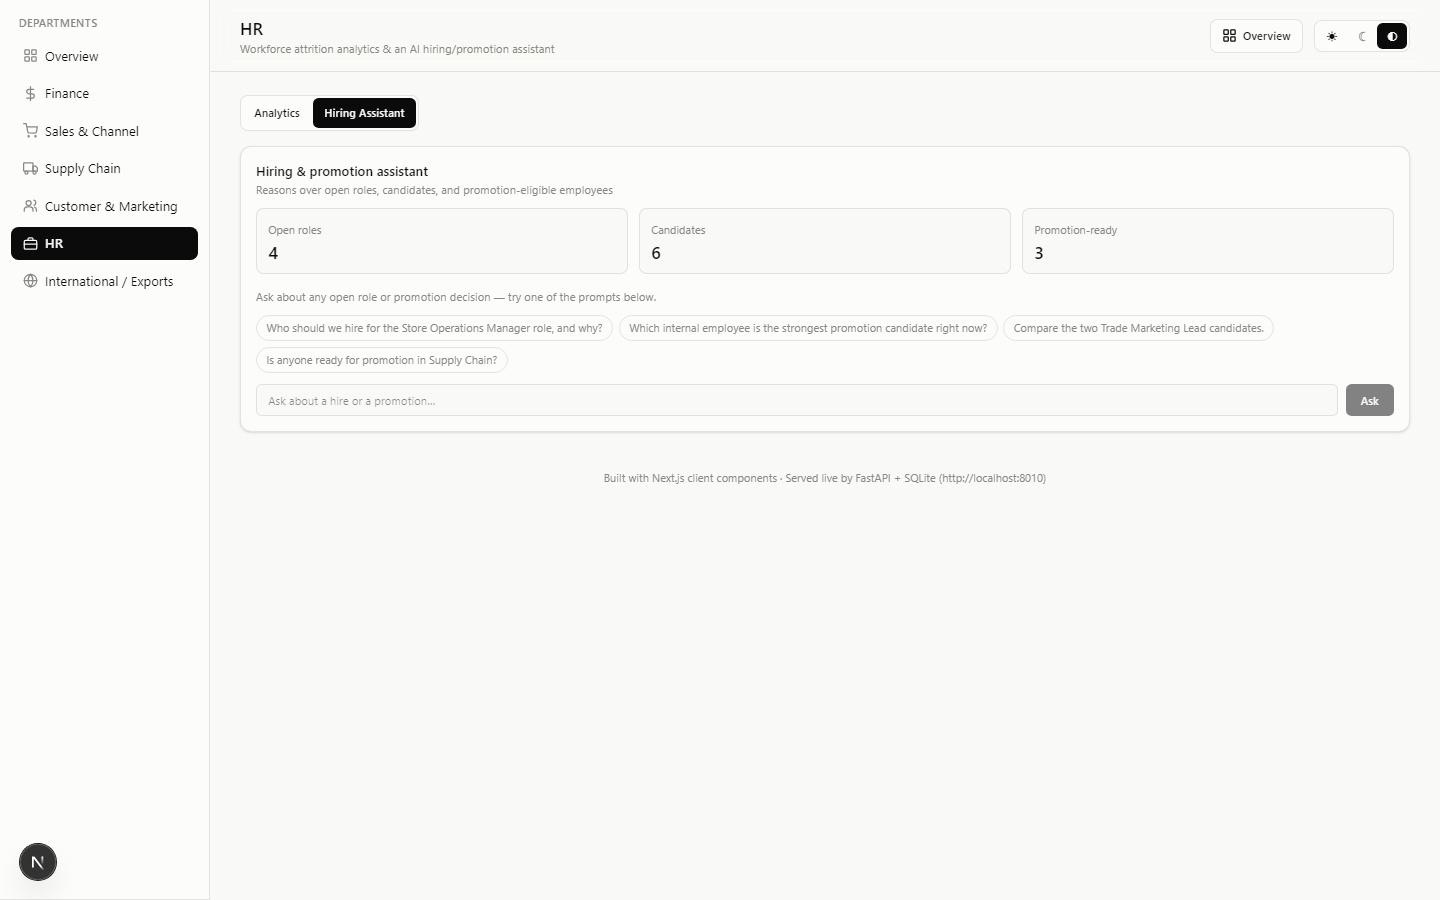 DEPARTMENTS
Overview
Finance
Sales & Channel
Supply Chain
Customer & Marketing
HR
International / Exports
N
HR
Workforce attrition analytics & an AI hiring/promotion assistant
Overview
Analytics
Hiring Assistant
Hiring & promotion assistant
Reasons over open roles, candidates, and promotion-eligible employees
Open roles
4
Candidates
6
Promotion-ready
3
Ask about any open role or promotion decision — try one of the prompts below.
Who should we hire for the Store Operations Manager role, and why?
Which internal employee is the strongest promotion candidate right now?
Compare the two Trade Marketing Lead candidates.
Is anyone ready for promotion in Supply Chain?
Ask about a hire or a promotion...
Ask
Built with Next.js client components · Served live by FastAPI + SQLite (http://localhost:8010)